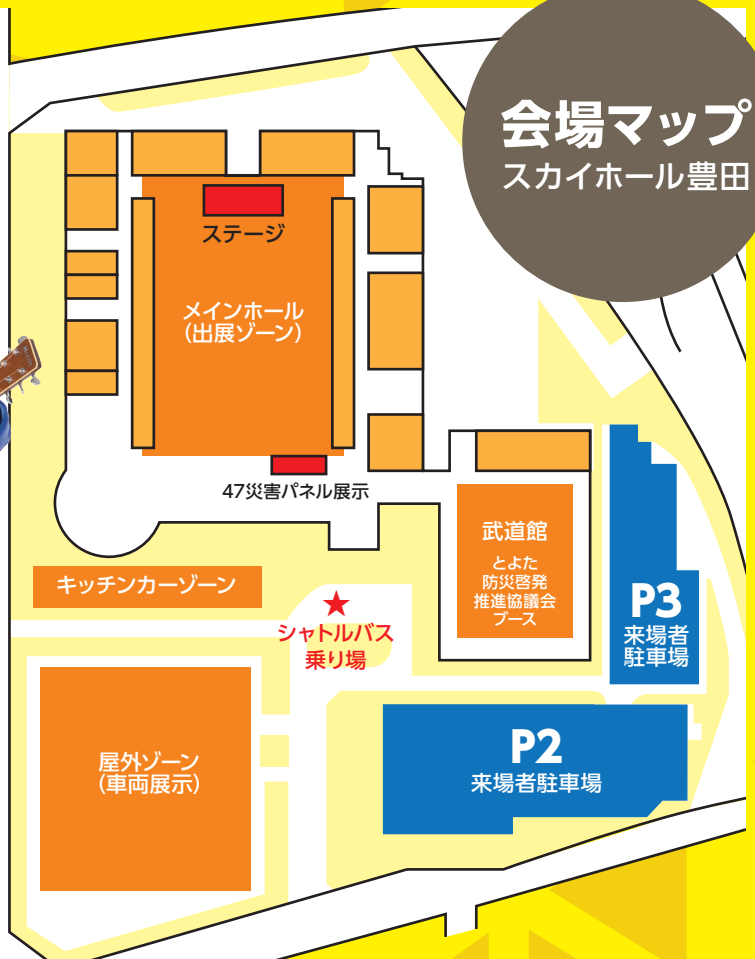 会場マップ
スカイホール豊田
ステージ
メインホール
(出展ゾーン)
47災害パネル展示
武道館
とよた
防災啓発
推進協議会
ブース
キッチンカーゾーン
シャトルバス
乗り場
P3
来場者
駐車場
屋外ゾーン
(車両展示)
P2
来場者駐車場